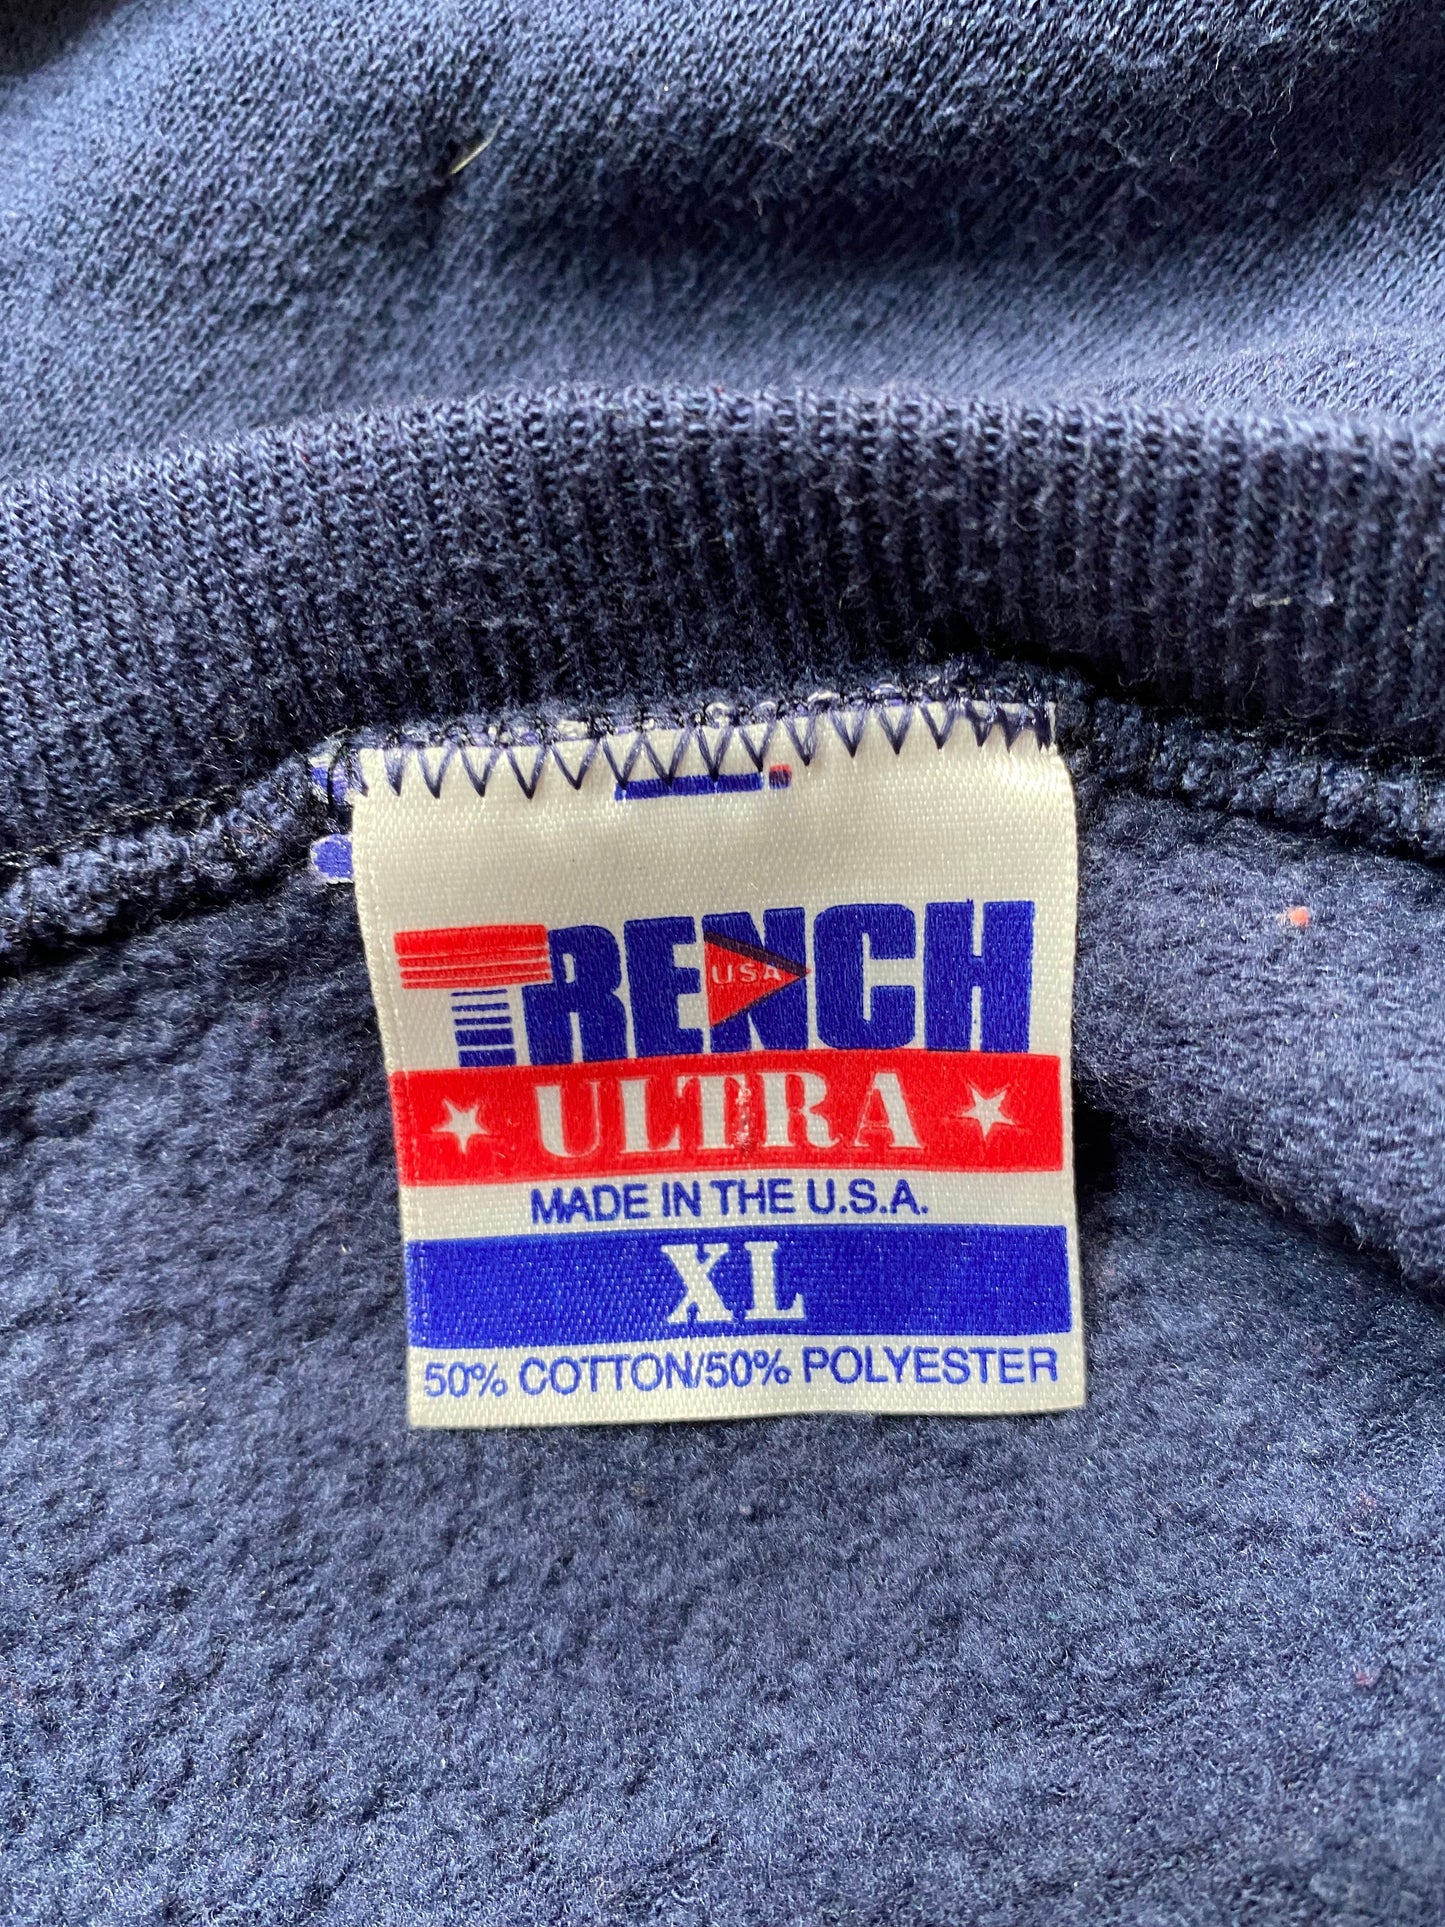 TRENCH
USA
ULTRA
MADE IN THE U.S.A.
XL
50% COTTON/50% POLYESTER